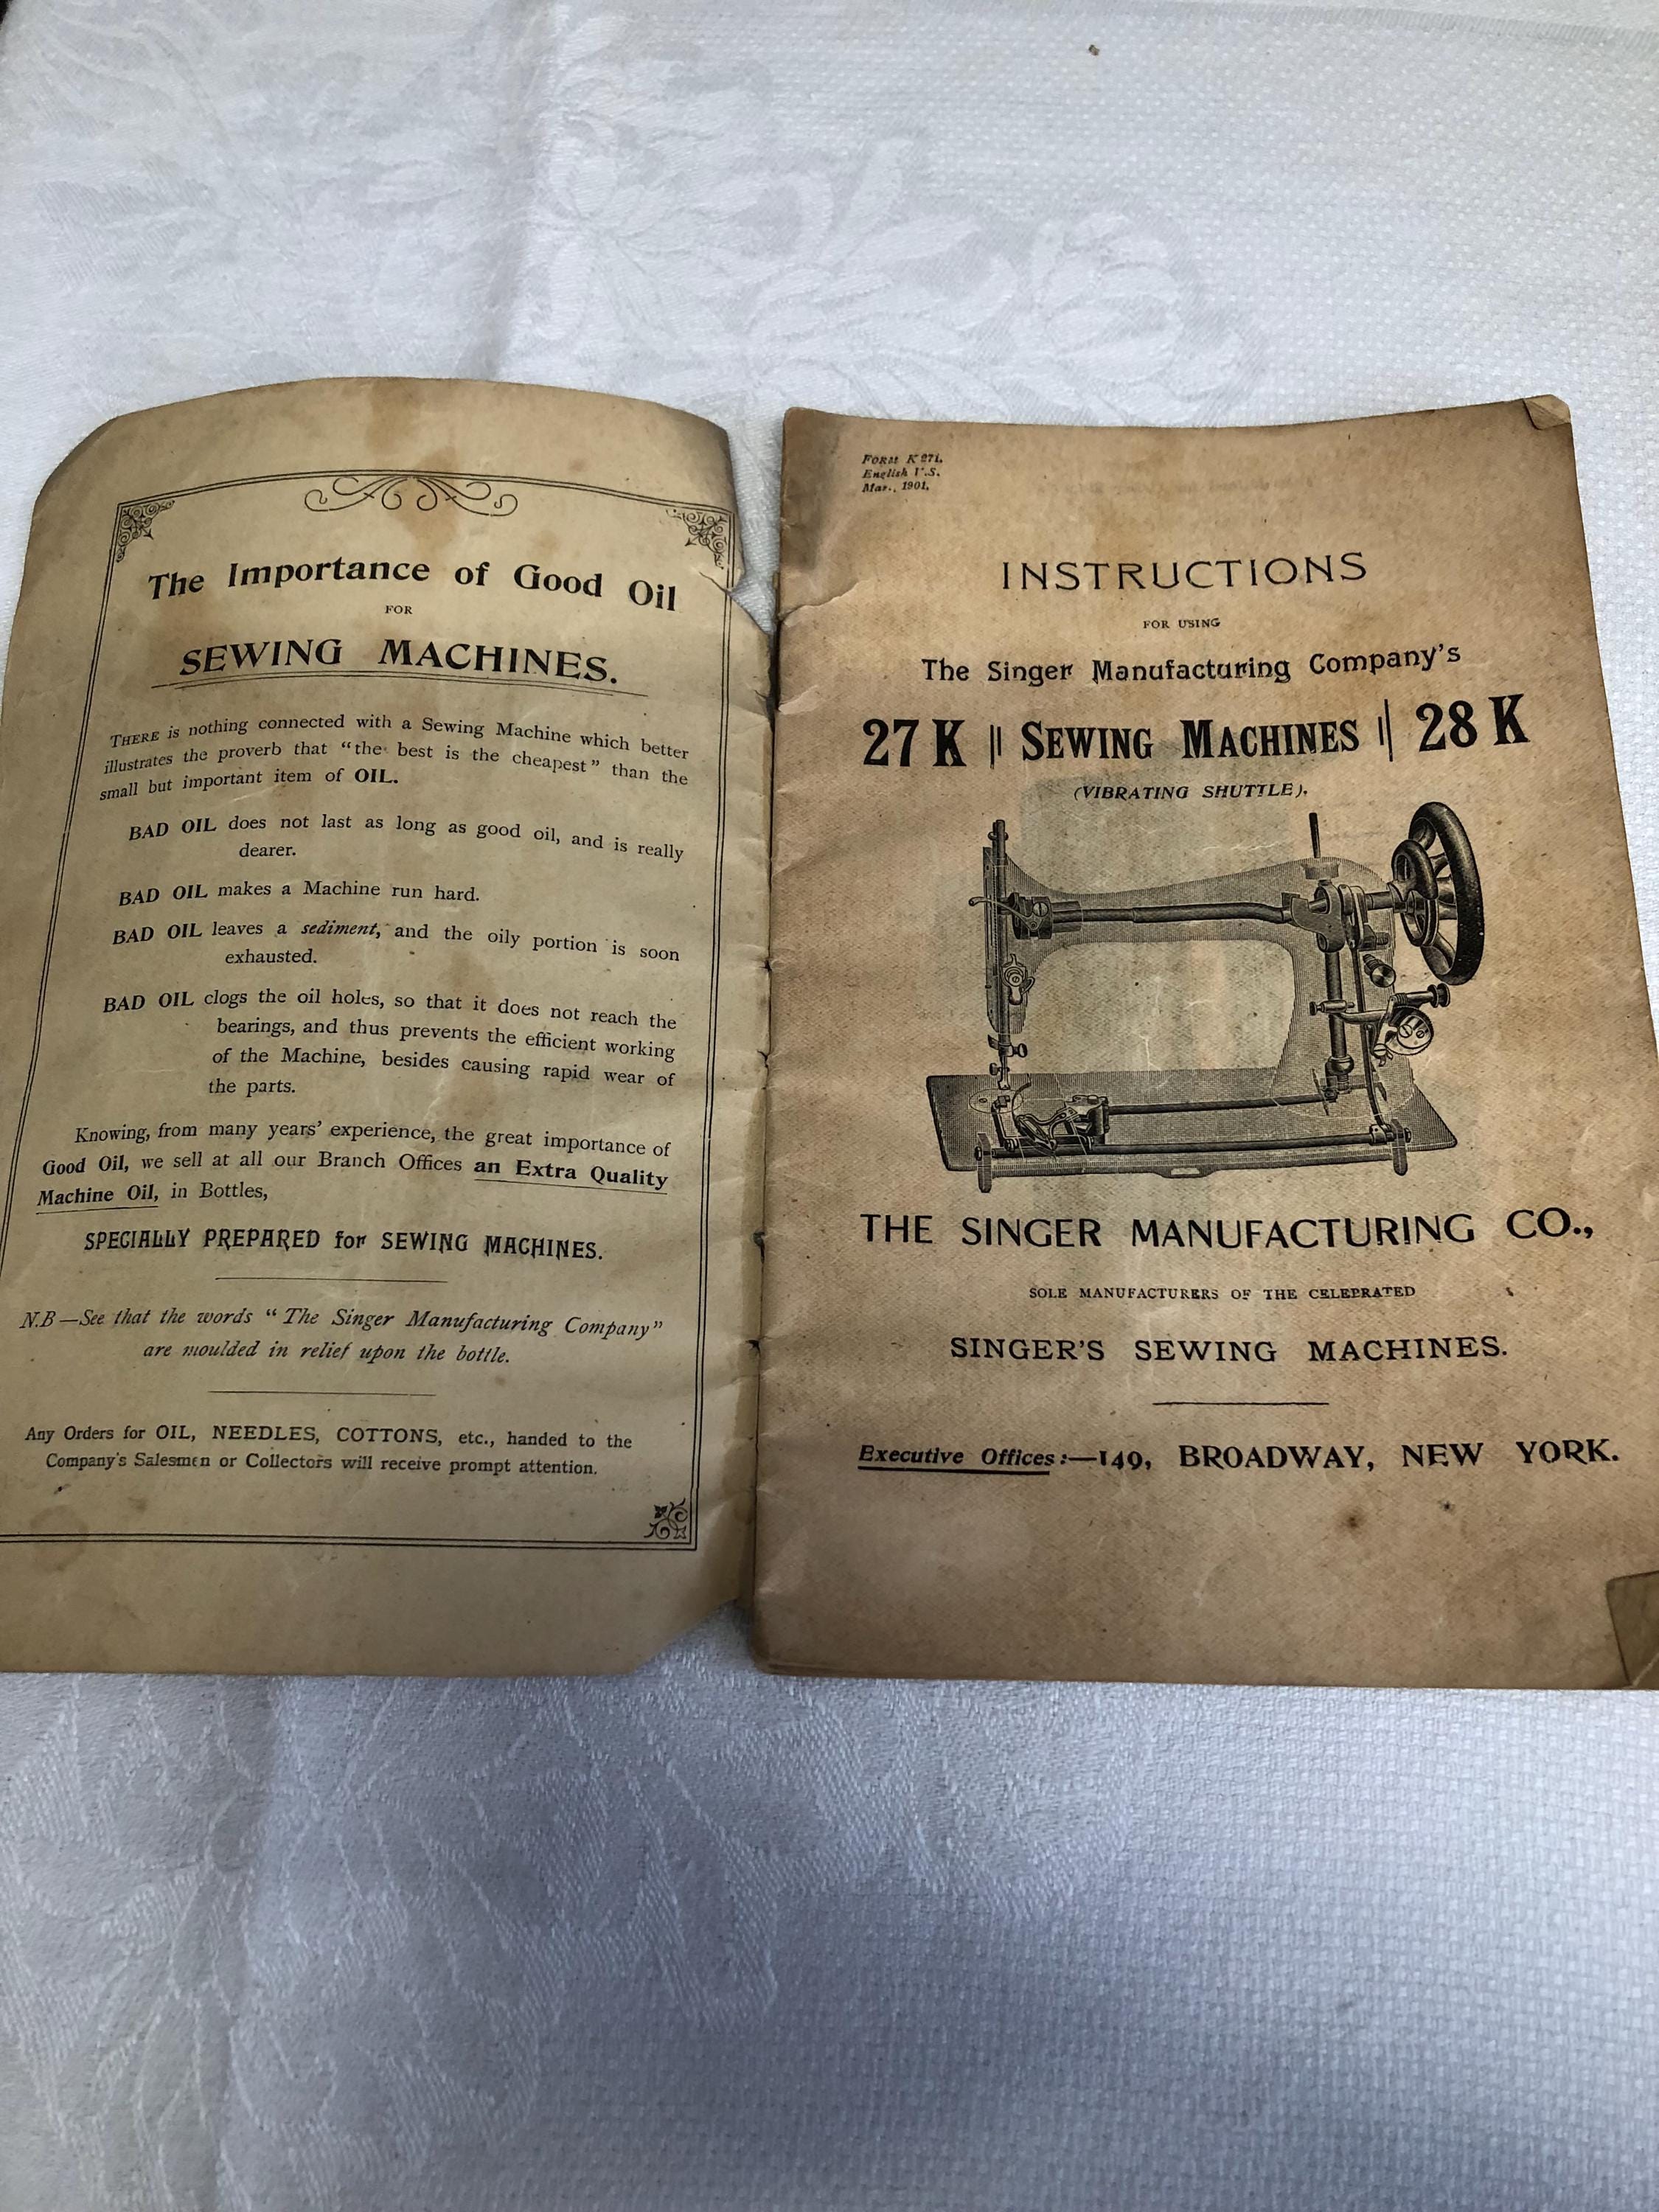 The Importance of Good Oil
FOR
SEWING MACHINES.
THERE is nothing connected with a Sewing Machine which better
illustrates the proverb that "the best is the cheapest" than the
small but important item of OIL.
BAD OIL does not last as long as good oil, and is really
dearer.
BAD OIL makes a Machine run hard.
BAD OIL leaves a sediment, and the oily portion is soon
exhausted.
BAD OIL clogs the oil holes, so that it does not reach the
bearings, and thus prevents the efficient working
of the Machine, besides causing rapid wear of
the parts.
Knowing, from many years' experience, the great importance of
Good Oil, we sell at all our Branch Offices an Extra Quality
Machine Oil, in Bottles,
SPECIALLY PREPARED for SEWING MACHINES.
N.B—See that the words "The Singer Manufacturing Company"
are moulded in relief upon the bottle.
Any Orders for OIL, NEEDLES, COTTONS, etc., handed to the
Company's Salesmen or Collectors will receive prompt attention.
FORM K 271.
English V.S.
Mar., 1901.
INSTRUCTIONS
FOR USING
The Singer Manufacturing Company's
27 K || SEWING MACHINES || 28 K
(VIBRATING SHUTTLE).
THE SINGER MANUFACTURING CO.,
SOLE MANUFACTURERS OF THE CELEBRATED
SINGER'S SEWING MACHINES.
Executive Offices:—149, BROADWAY, NEW YORK.